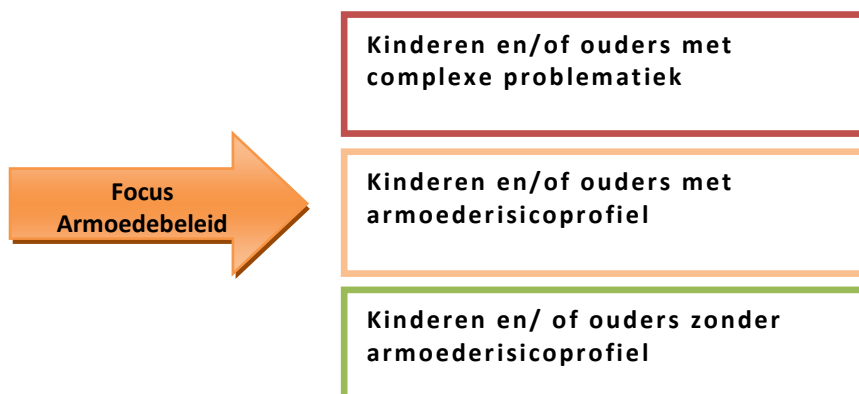 Kinderen en/of ouders met
complexe problematiek
Focus
Armoedebeleid
Kinderen en/of ouders met
armoederisicoprofiel
Kinderen en/ of ouders zonder
armoederisicoprofiel